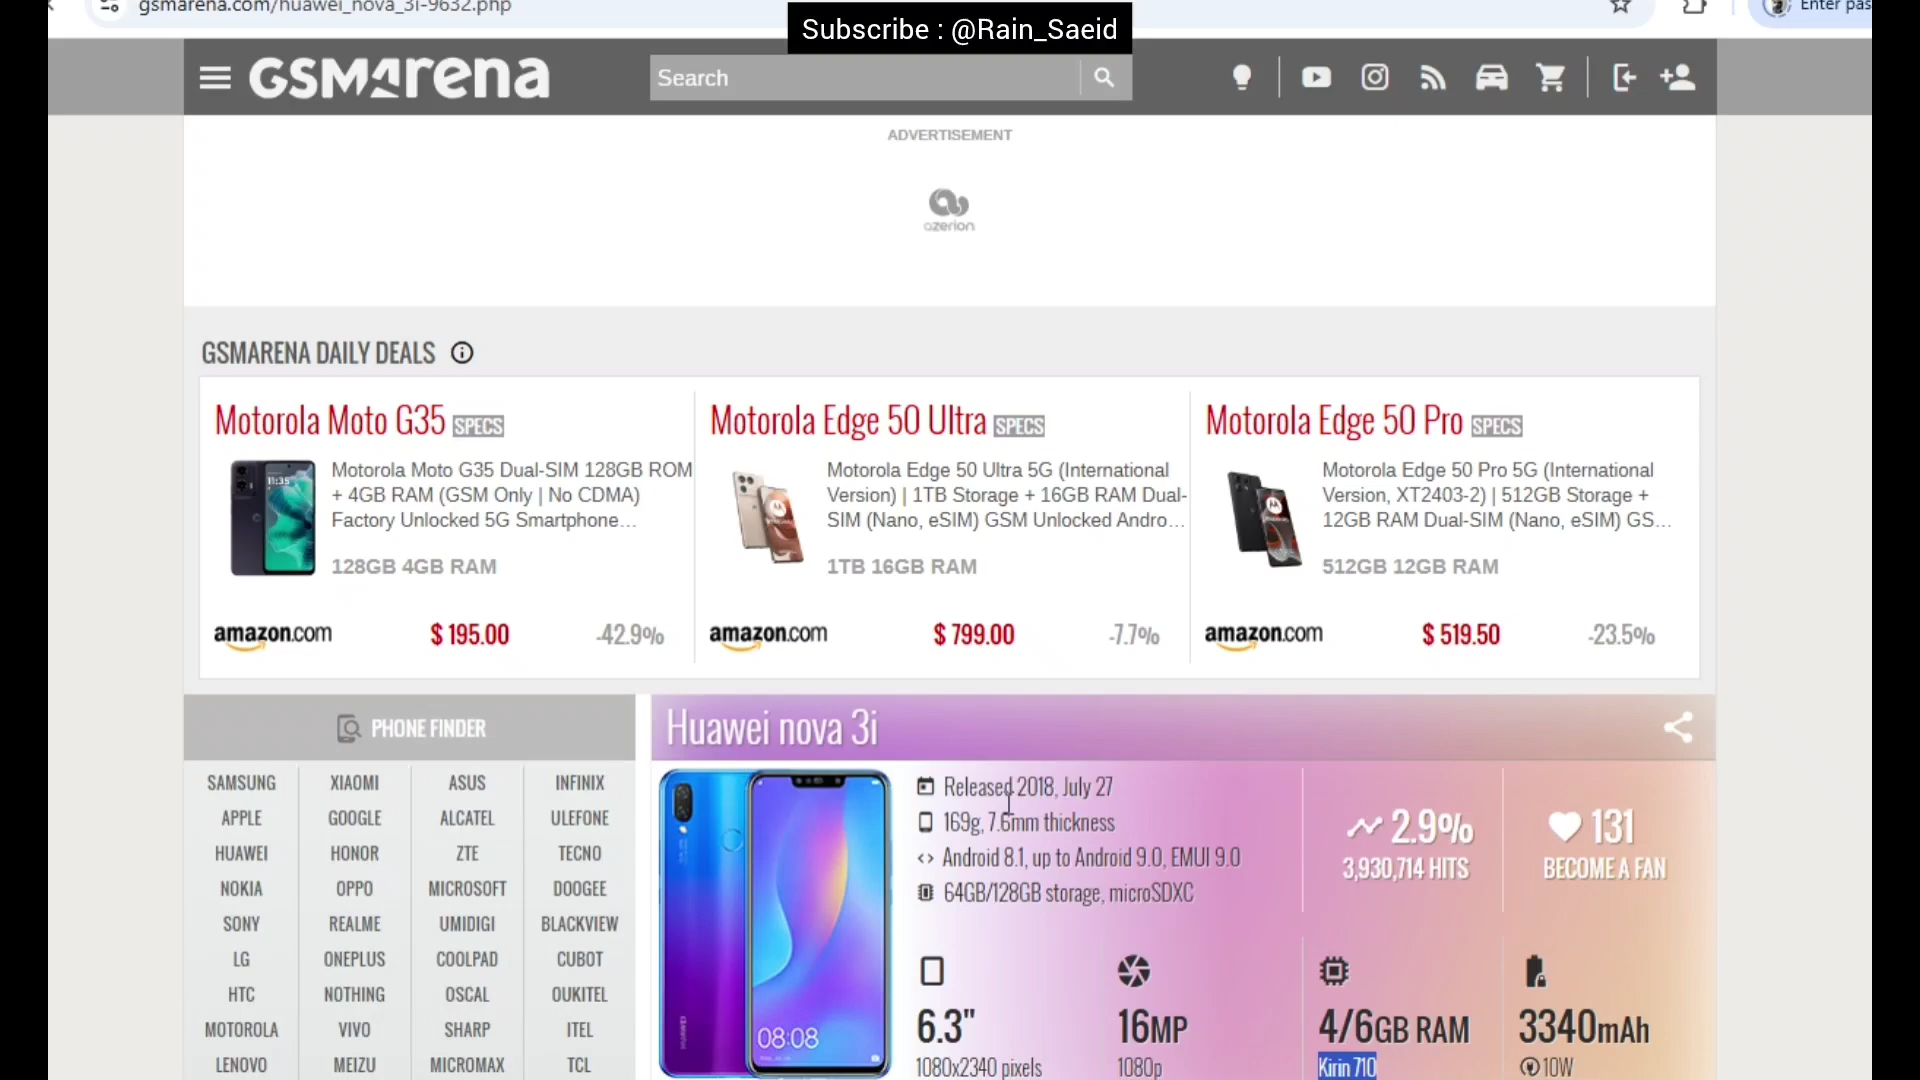 gsmarena.com/huawei_nova_3i-9632.php
Enter pas
Subscribe : @Rain_Saeid
GSMArena
Search
ADVERTISEMENT
azerion
GSMARENA DAILY DEALS
Motorola Moto G35 SPECS
Motorola Moto G35 Dual-SIM 128GB ROM
+ 4GB RAM (GSM Only | No CDMA)
Factory Unlocked 5G Smartphone...
128GB 4GB RAM
amazon.com $ 195.00 -42.9%
Motorola Edge 50 Ultra SPECS
Motorola Edge 50 Ultra 5G (International
Version) | 1TB Storage + 16GB RAM Dual-
SIM (Nano, eSIM) GSM Unlocked Andro...
1TB 16GB RAM
amazon.com $ 799.00 -7.7%
Motorola Edge 50 Pro SPECS
Motorola Edge 50 Pro 5G (International
Version, XT2403-2) | 512GB Storage +
12GB RAM Dual-SIM (Nano, eSIM) GS...
512GB 12GB RAM
amazon.com $ 519.50 -23.5%
PHONE FINDER
SAMSUNG XIAOMI ASUS INFINIX
APPLE GOOGLE ALCATEL ULEFONE
HUAWEI HONOR ZTE TECNO
NOKIA OPPO MICROSOFT DOOGEE
SONY REALME UMIDIGI BLACKVIEW
LG ONEPLUS COOLPAD CUBOT
HTC NOTHING OSCAL OUKITEL
MOTOROLA VIVO SHARP ITEL
LENOVO MEIZU MICROMAX TCL
Huawei nova 3i
Released 2018, July 27
169g, 7.6mm thickness
Android 8.1, up to Android 9.0, EMUI 9.0
64GB/128GB storage, microSDXC
2.9%
3,930,714 HITS
131
BECOME A FAN
11:35
08:08
HUAWEI
6.3" 16MP 4/6GB RAM 3340mAh
1080x2340 pixels 1080p Kirin 710 10W